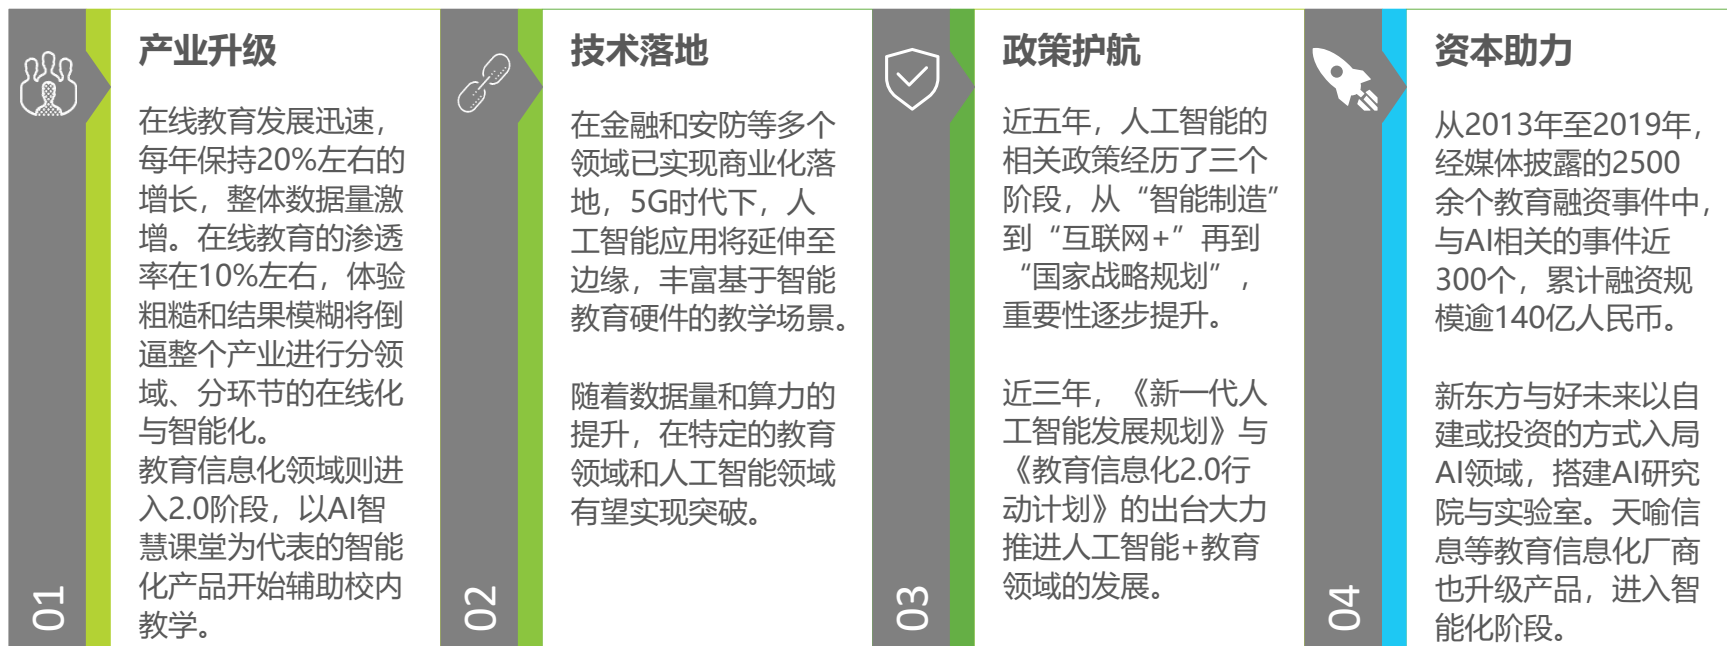 产业升级
在线教育发展迅速，
每年保持20%左右的
增长，整体数据量激
增。在线教育的渗透
率在10%左右，体验
粗糙和结果模糊将倒
逼整个产业进行分领
域、分环节的在线化
与智能化。
教育信息化领域则进
入2.0阶段，以AI智
慧课堂为代表的智能
化产品开始辅助校内
教学。
01
技术落地
在金融和安防等多个
领域已实现商业化落
地，5G时代下，人
工智能应用将延伸至
边缘，丰富基于智能
教育硬件的教学场景。
随着数据量和算力的
提升，在特定的教育
领域和人工智能领域
有望实现突破。
02
政策护航
近五年，人工智能的
相关政策经历了三个
阶段，从“智能制造”
到“互联网+”再到
“国家战略规划”，
重要性逐步提升。
近三年，《新一代人
工智能发展规划》与
《教育信息化2.0行
动计划》的出台大力
推进人工智能+教育
领域的发展。
03
资本助力
从2013年至2019年，
经媒体披露的2500
余个教育融资事件中，
与AI相关的事件近
300个，累计融资规
模逾140亿人民币。
新东方与好未来以自
建或投资的方式入局
AI领域，搭建AI研究
院与实验室。天喻信
息等教育信息化厂商
也升级产品，进入智
能化阶段。
04